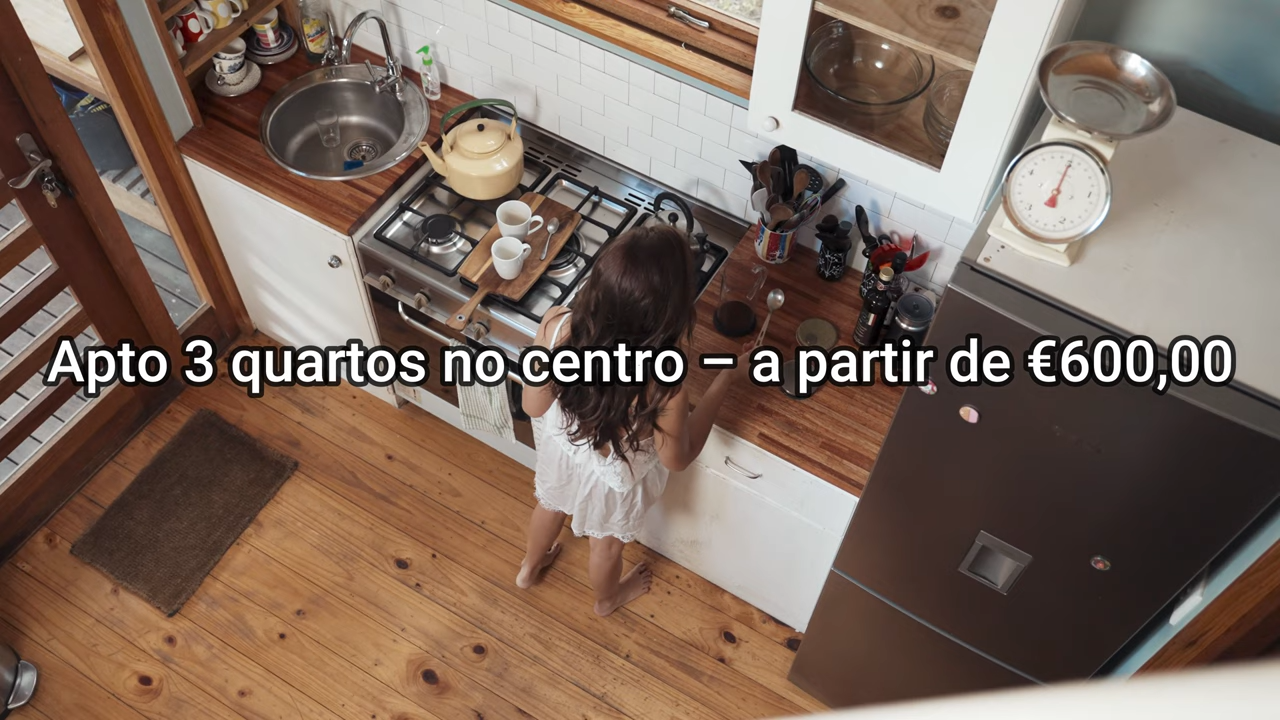 Apto 3 quartos no centro – a partir de €600,00